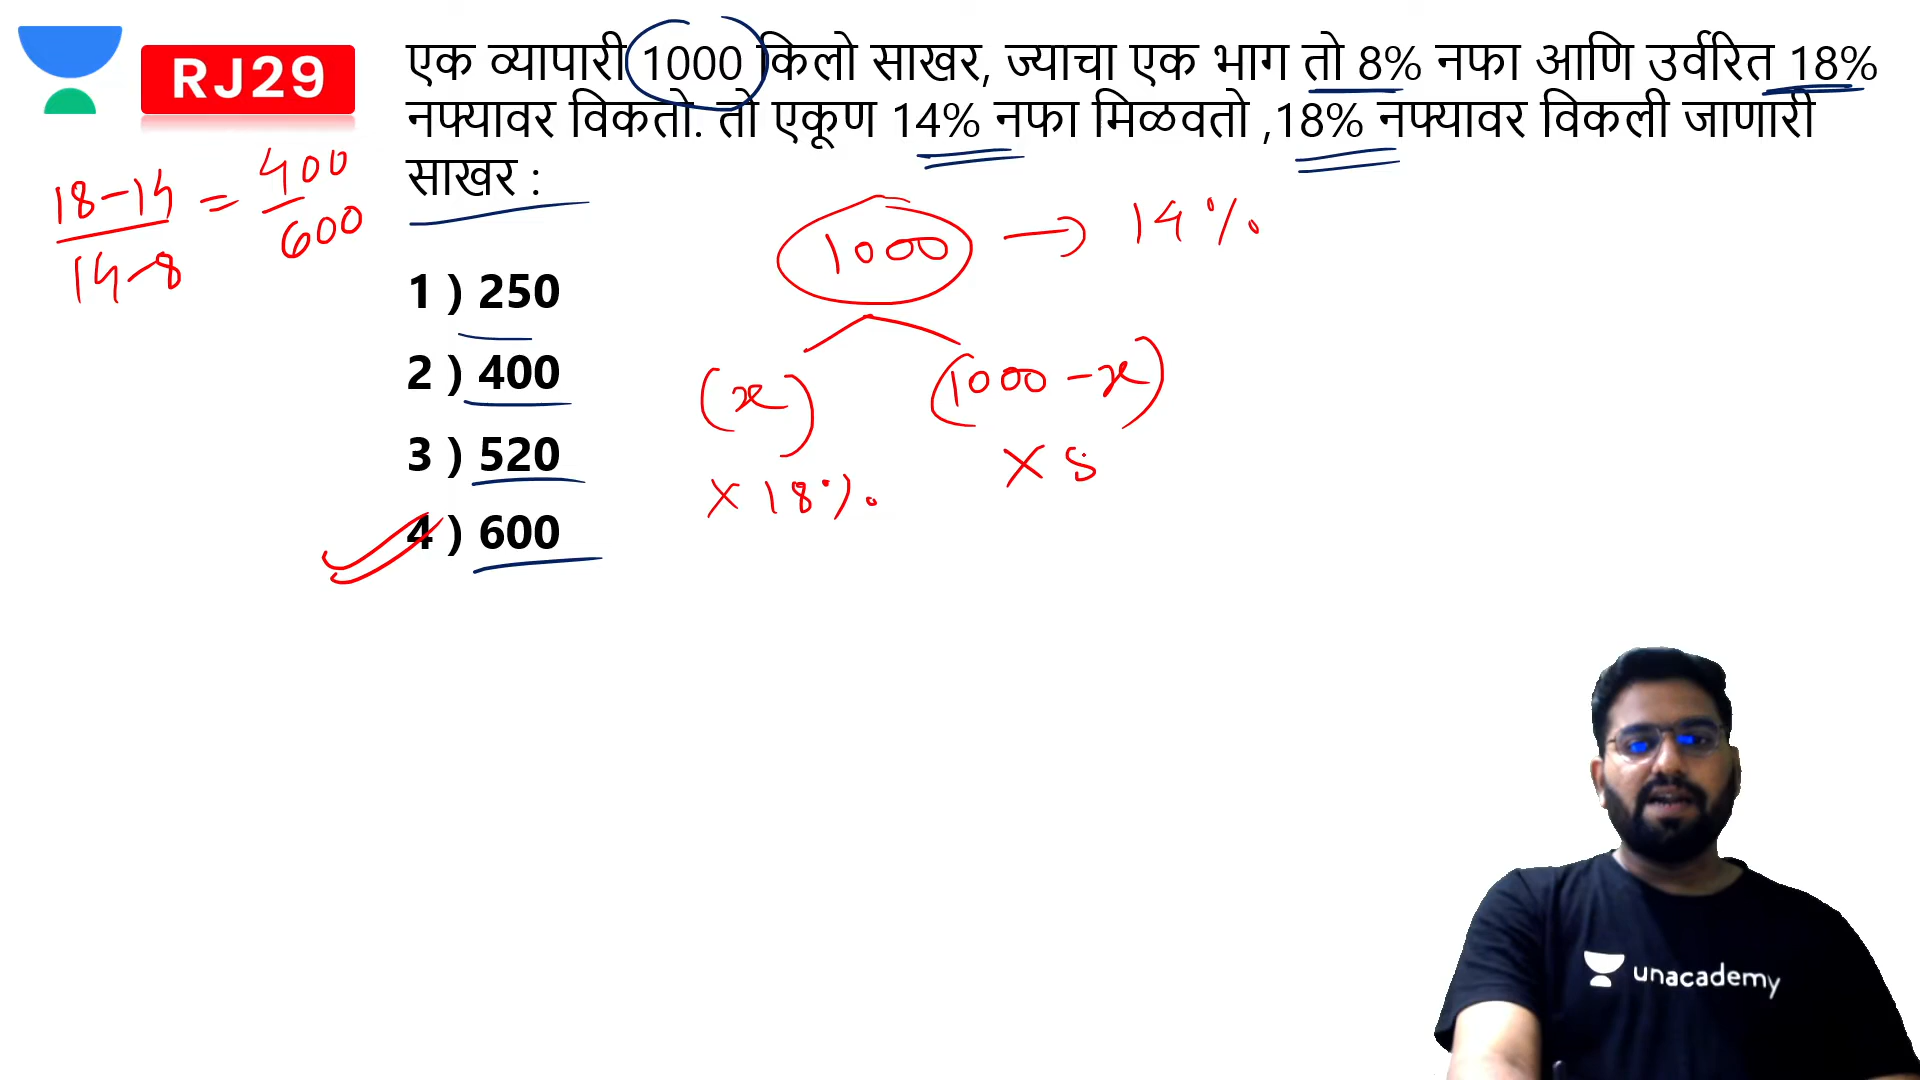 RJ29
एक व्यापारी 1000 किलो साखर, ज्याचा एक भाग तो 8% नफा आणि उर्वरित 18%
नफ्यावर विकतो. तो एकूण 14% नफा मिळवतो ,18% नफ्यावर विकली जाणारी
साखर :
18-14 = 400
14-8 600
1000 → 14%
1 ) 250
2 ) 400
(x) (1000-x)
3 ) 520
× 18% × 8
4 ) 600
unacademy